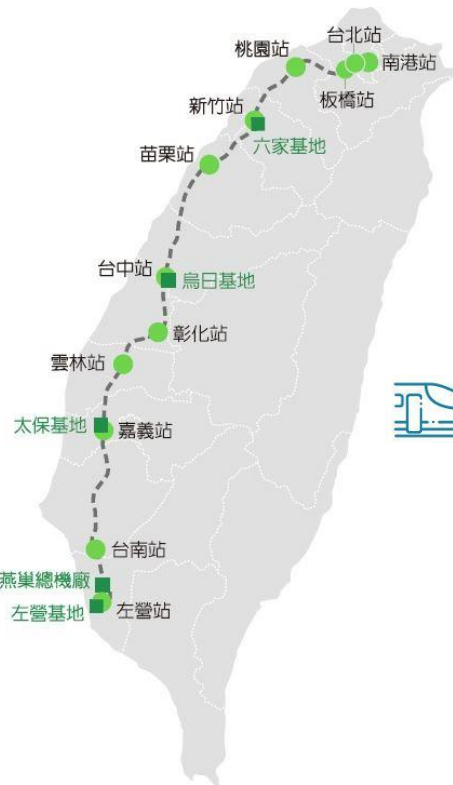 台北站
桃園站
南港站
板橋站
新竹站
六家基地
苗栗站
台中站
烏日基地
彰化站
雲林站
太保基地
嘉義站
台南站
燕巢總機廠
左營站
左營基地